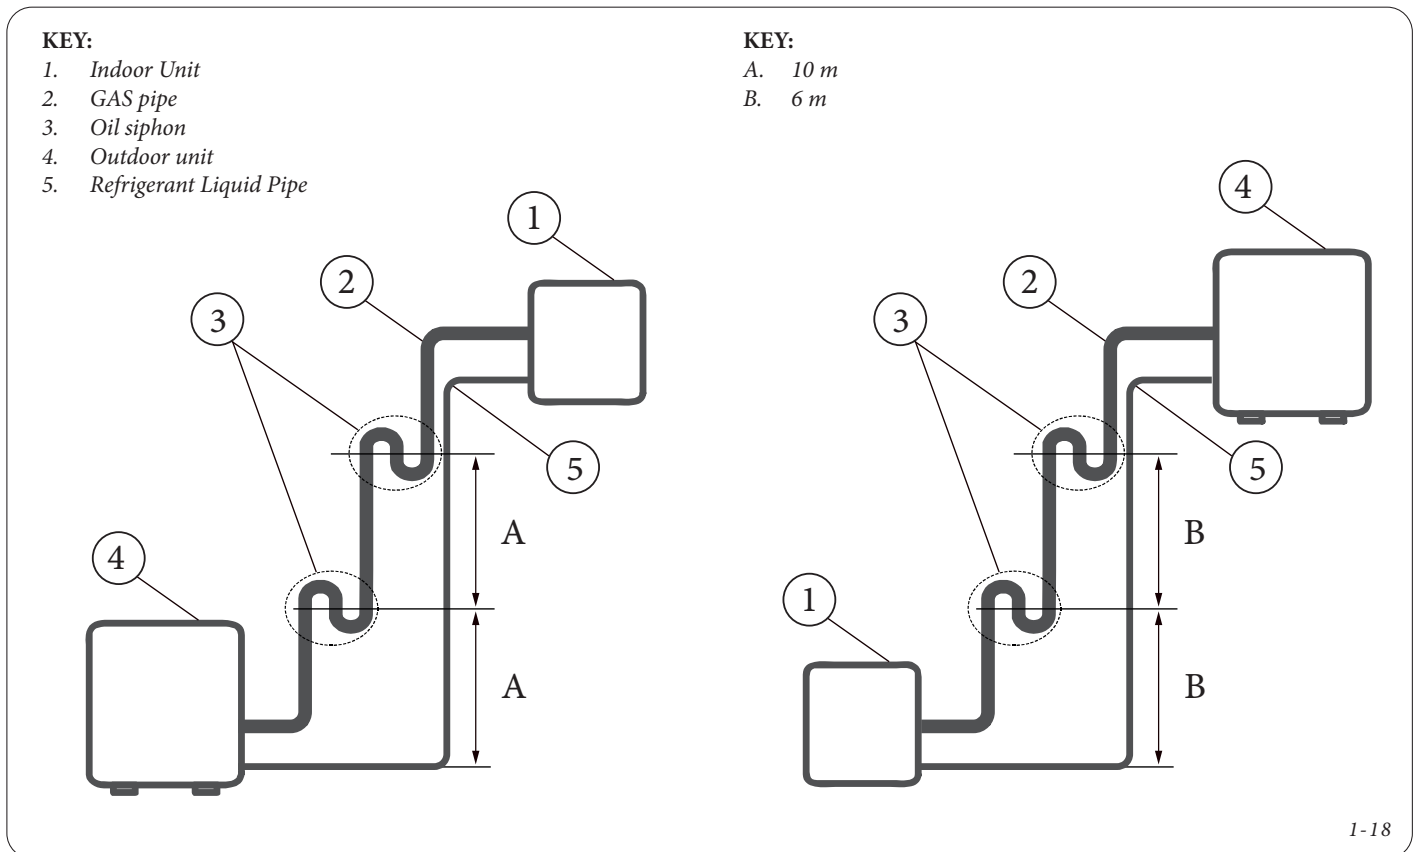 KEY:
1. Indoor Unit
2. GAS pipe
3. Oil siphon
4. Outdoor unit
5. Refrigerant Liquid Pipe
KEY:
A. 10 m
B. 6 m
1
2
3
5
A
4
A
4
2
3
5
B
1
B
1-18